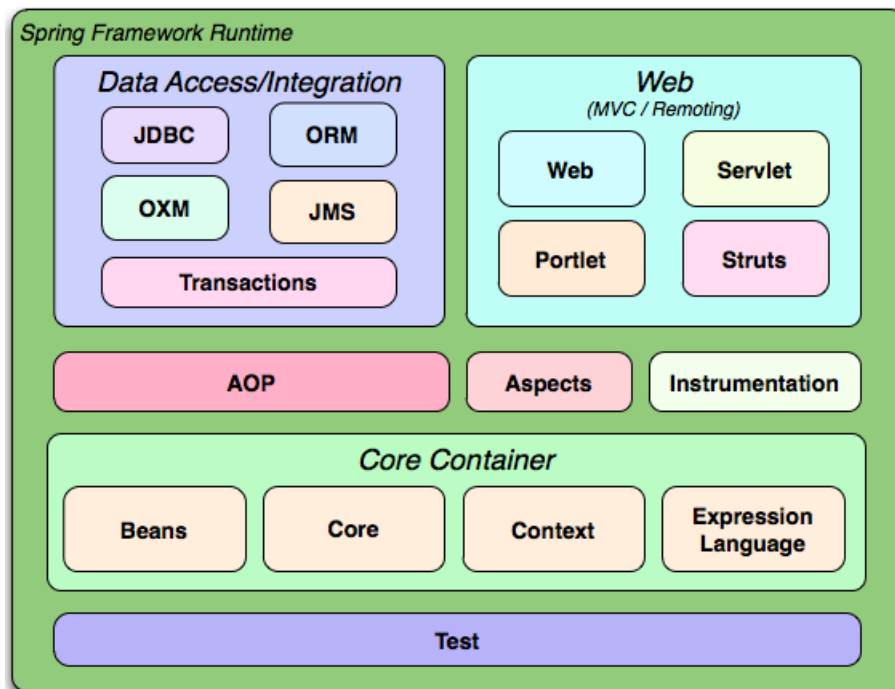 Spring Framework Runtime
Data Access/Integration
JDBC
ORM
OXM
JMS
Transactions
Web
(MVC / Remoting)
Web
Servlet
Portlet
Struts
AOP
Aspects
Instrumentation
Core Container
Beans
Core
Context
Expression
Language
Test